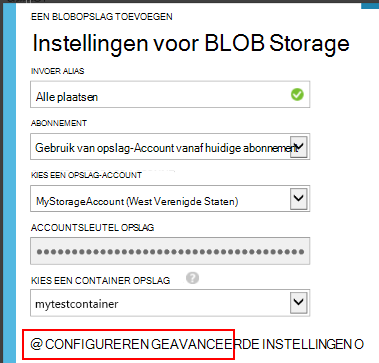 EEN BLOBOPSLAG TOEVOEGEN
Instellingen voor BLOB Storage
INVOER ALIAS
Alle plaatsen
ABONNEMENT
Gebruik van opslag-Account vanaf huidige abonnement
KIES EEN OPSLAG-ACCOUNT
MyStorageAccount (West Verenigde Staten)
ACCOUNTSLEUTEL OPSLAG
KIES EEN CONTAINER OPSLAG ?
mytestcontainer
@ CONFIGUREREN GEAVANCEERDE INSTELLINGEN O